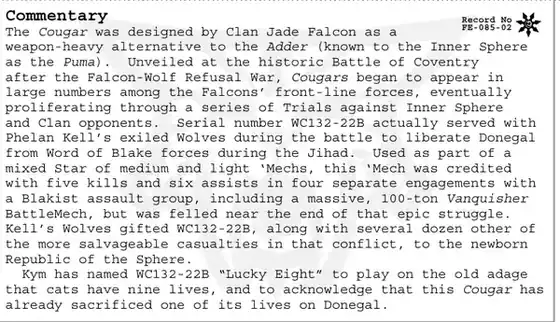 Commentary
Record No
FE-085-02
The Cougar was designed by Clan Jade Falcon as a
weapon-heavy alternative to the Adder (known to the Inner Sphere
as the Puma).  Unveiled at the historic Battle of Coventry
after the Falcon-Wolf Refusal War, Cougars began to appear in
large numbers among the Falcons' front-line forces, eventually
proliferating through a series of Trials against Inner Sphere
and Clan opponents.  Serial number WC132-22B actually served with
Phelan Kell's exiled Wolves during the battle to liberate Donegal
from Word of Blake forces during the Jihad.  Used as part of a
mixed Star of medium and light 'Mechs, this 'Mech was credited
with five kills and six assists in four separate engagements with
a Blakist assault group, including a massive, 100-ton Vanquisher
BattleMech, but was felled near the end of that epic struggle.
Kell's Wolves gifted WC132-22B, along with several dozen other of
the more salvageable casualties in that conflict, to the newborn
Republic of the Sphere.
Kym has named WC132-22B "Lucky Eight" to play on the old adage
that cats have nine lives, and to acknowledge that this Cougar has
already sacrificed one of its lives on Donegal.